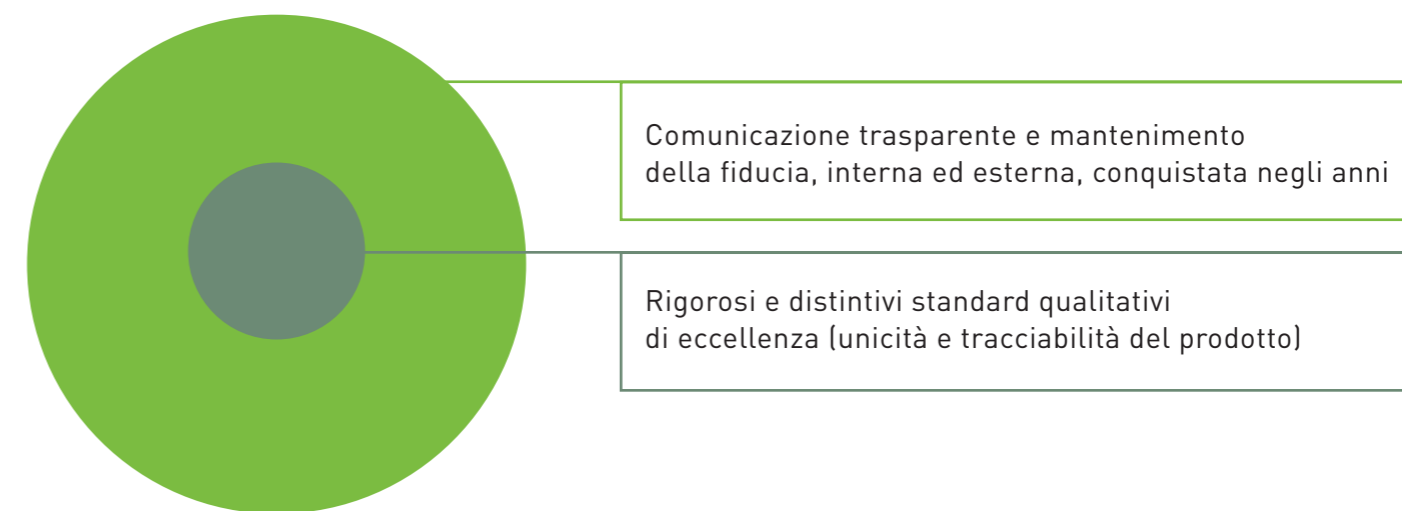 Comunicazione trasparente e mantenimento
della fiducia, interna ed esterna, conquistata negli anni
Rigorosi e distintivi standard qualitativi
di eccellenza (unicità e tracciabilità del prodotto)